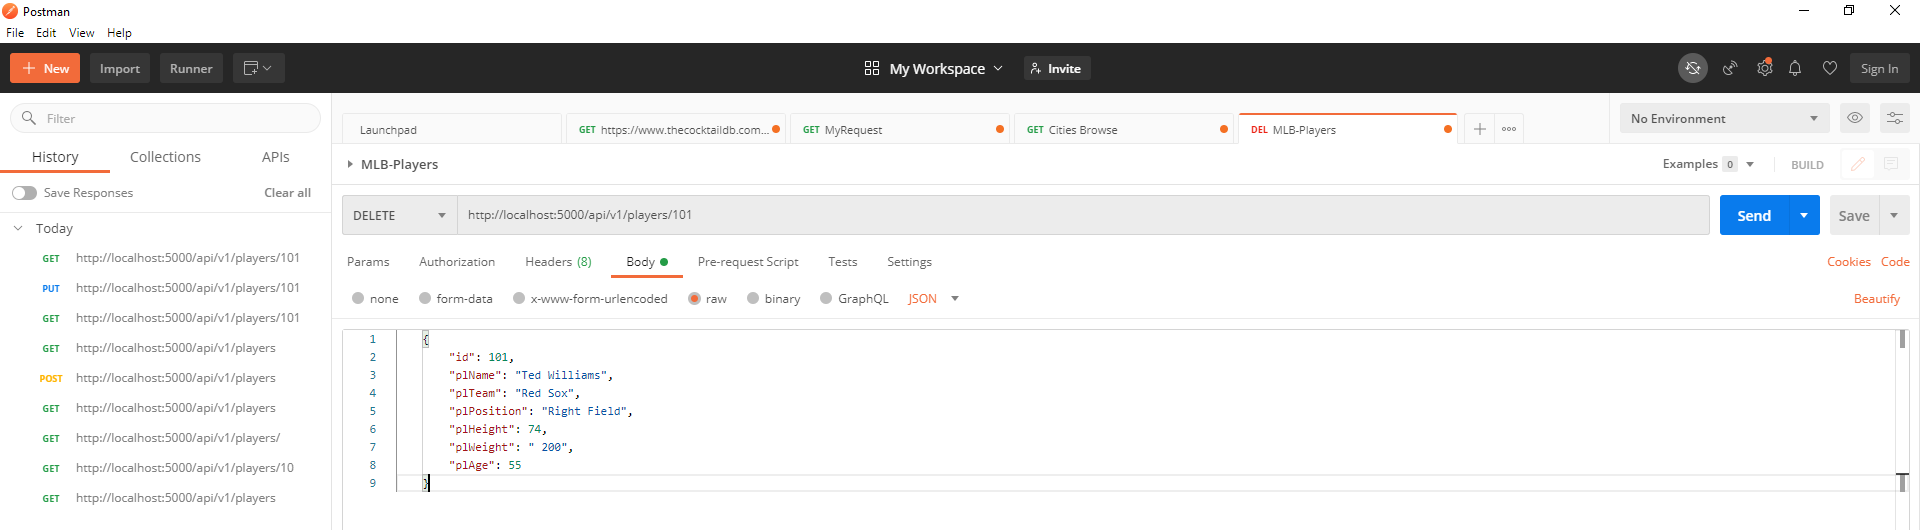 Postman
File Edit View Help
New Import Runner My Workspace Invite Sign In
Filter
History Collections APIs
Save Responses Clear all
Today
GET http://localhost:5000/api/v1/players/101
PUT http://localhost:5000/api/v1/players/101
GET http://localhost:5000/api/v1/players/101
GET http://localhost:5000/api/v1/players
POST http://localhost:5000/api/v1/players
GET http://localhost:5000/api/v1/players
GET http://localhost:5000/api/v1/players/
GET http://localhost:5000/api/v1/players/10
GET http://localhost:5000/api/v1/players
Launchpad GET https://www.thecocktaildb.com... GET MyRequest GET Cities Browse DEL MLB-Players No Environment
MLB-Players Examples 0 BUILD
DELETE http://localhost:5000/api/v1/players/101 Send Save
Params Authorization Headers (8) Body Pre-request Script Tests Settings Cookies Code
none form-data x-www-form-urlencoded raw binary GraphQL JSON Beautify
1 {
2 "id": 101,
3 "plName": "Ted Williams",
4 "plTeam": "Red Sox",
5 "plPosition": "Right Field",
6 "plHeight": 74,
7 "plWeight": " 200",
8 "plAge": 55
9 }